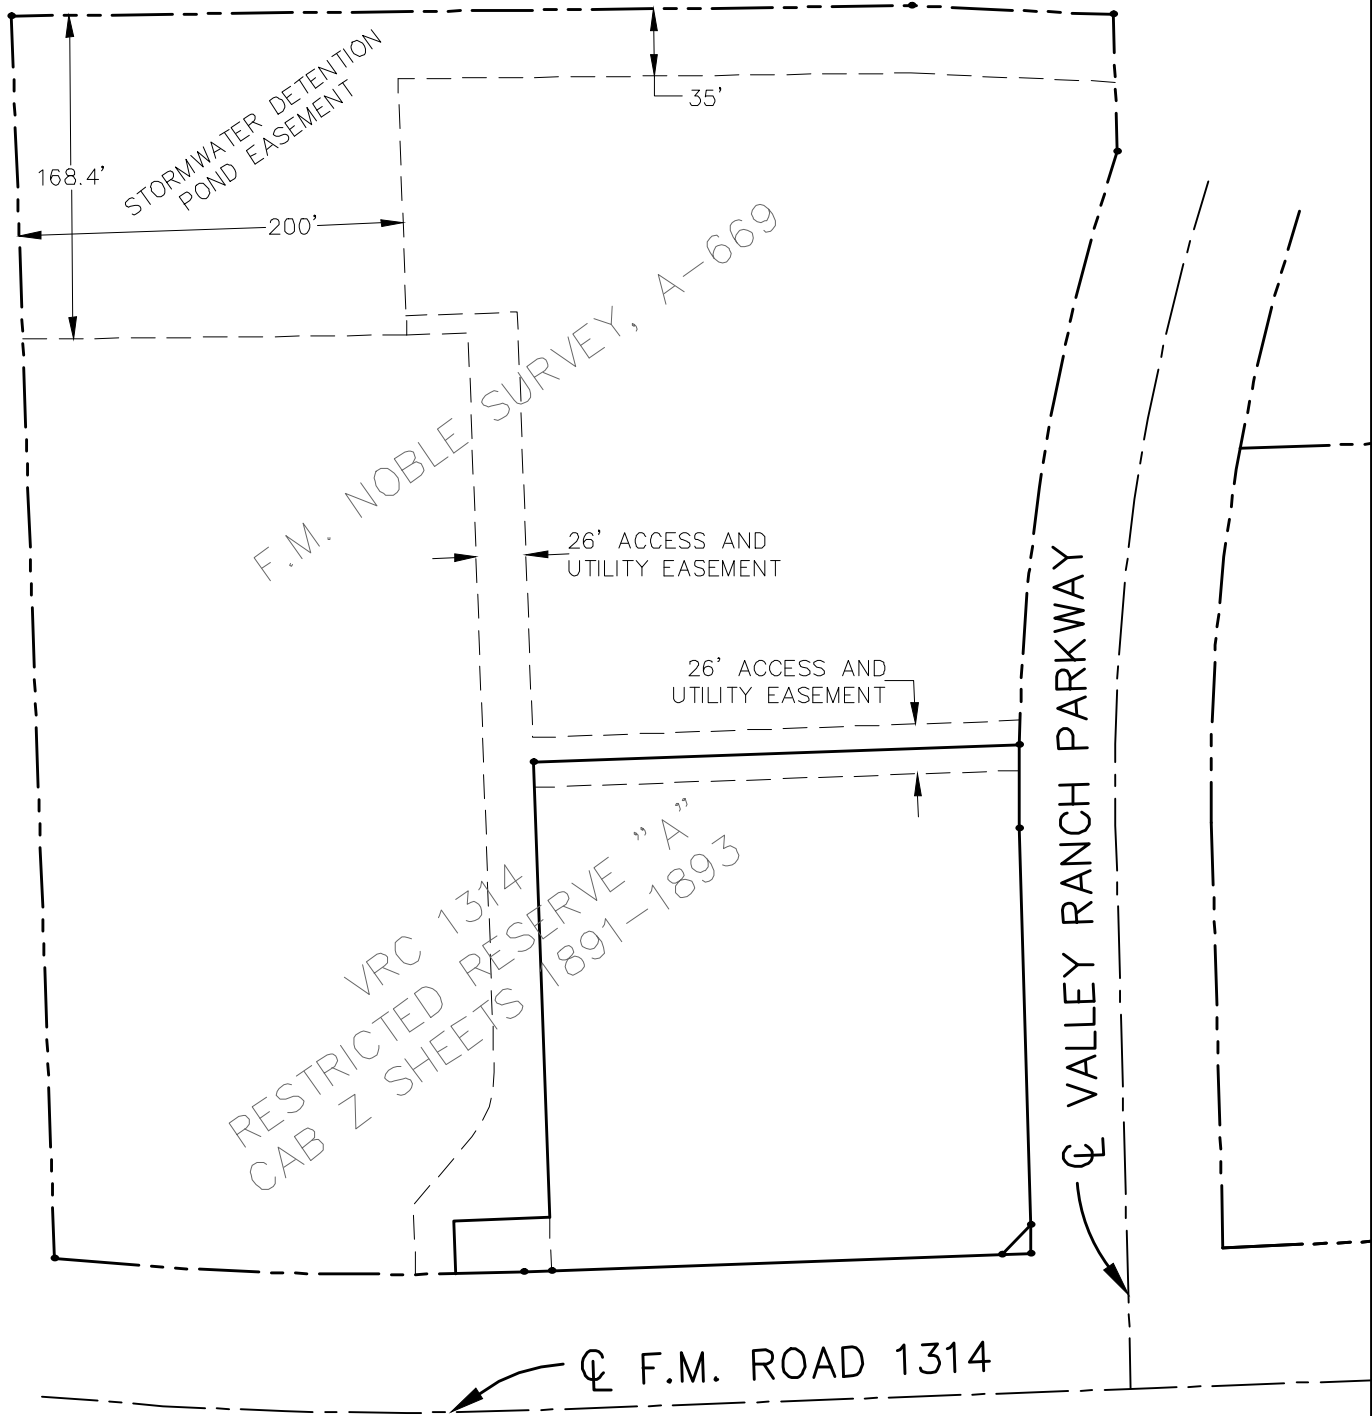 STORMWATER DETENTION
POND EASEMENT
35'
168.4'
200'
F.M. NOBLE SURVEY, A-669
26' ACCESS AND
UTILITY EASEMENT
26' ACCESS AND
UTILITY EASEMENT
VRC 1314
RESTRICTED RESERVE "A"
CAB Z SHEETS 1891-1893
℄ VALLEY RANCH PARKWAY
℄ F.M. ROAD 1314